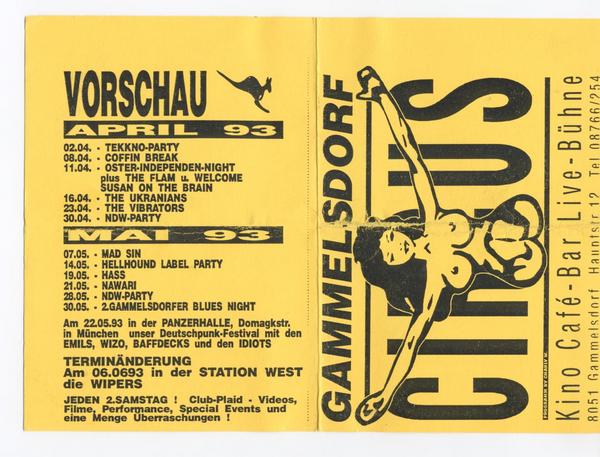 VORSCHAU
APRIL 93
02.04. - TEKKNO-PARTY
08.04. - COFFIN BREAK
11.04. - OSTER-INDEPENDEN-NIGHT
plus THE FLAM u. WELCOME
SUSAN ON THE BRAIN
16.04. - THE UKRANIANS
23.04. - THE VIBRATORS
30.04. - NDW-PARTY
MAI 93
07.05. - MAD SIN
14.05. - HELLHOUND LABEL PARTY
19.05. - HASS
21.05. - NAWARI
28.05. - NDW-PARTY
30.05. - 2.GAMMELSDORFER BLUES NIGHT
Am 22.05.93 in der PANZERHALLE, Domagkstr.
in München unser Deutschpunk-Festival mit den
EMILS, WIZO, BAFFDECKS und den IDIOTS
TERMINÄNDERUNG
Am 06.0693 in der STATION WEST
die WIPERS
JEDEN 2.SAMSTAG ! Club-Plaid - Videos,
Filme, Performance, Special Events und
eine Menge Überraschungen !
GAMMELSDORF
CIRCUS
Kino Café-Bar Live-Bühne
8051 Gammelsdorf Hauptstr 12 Tel 08766/254